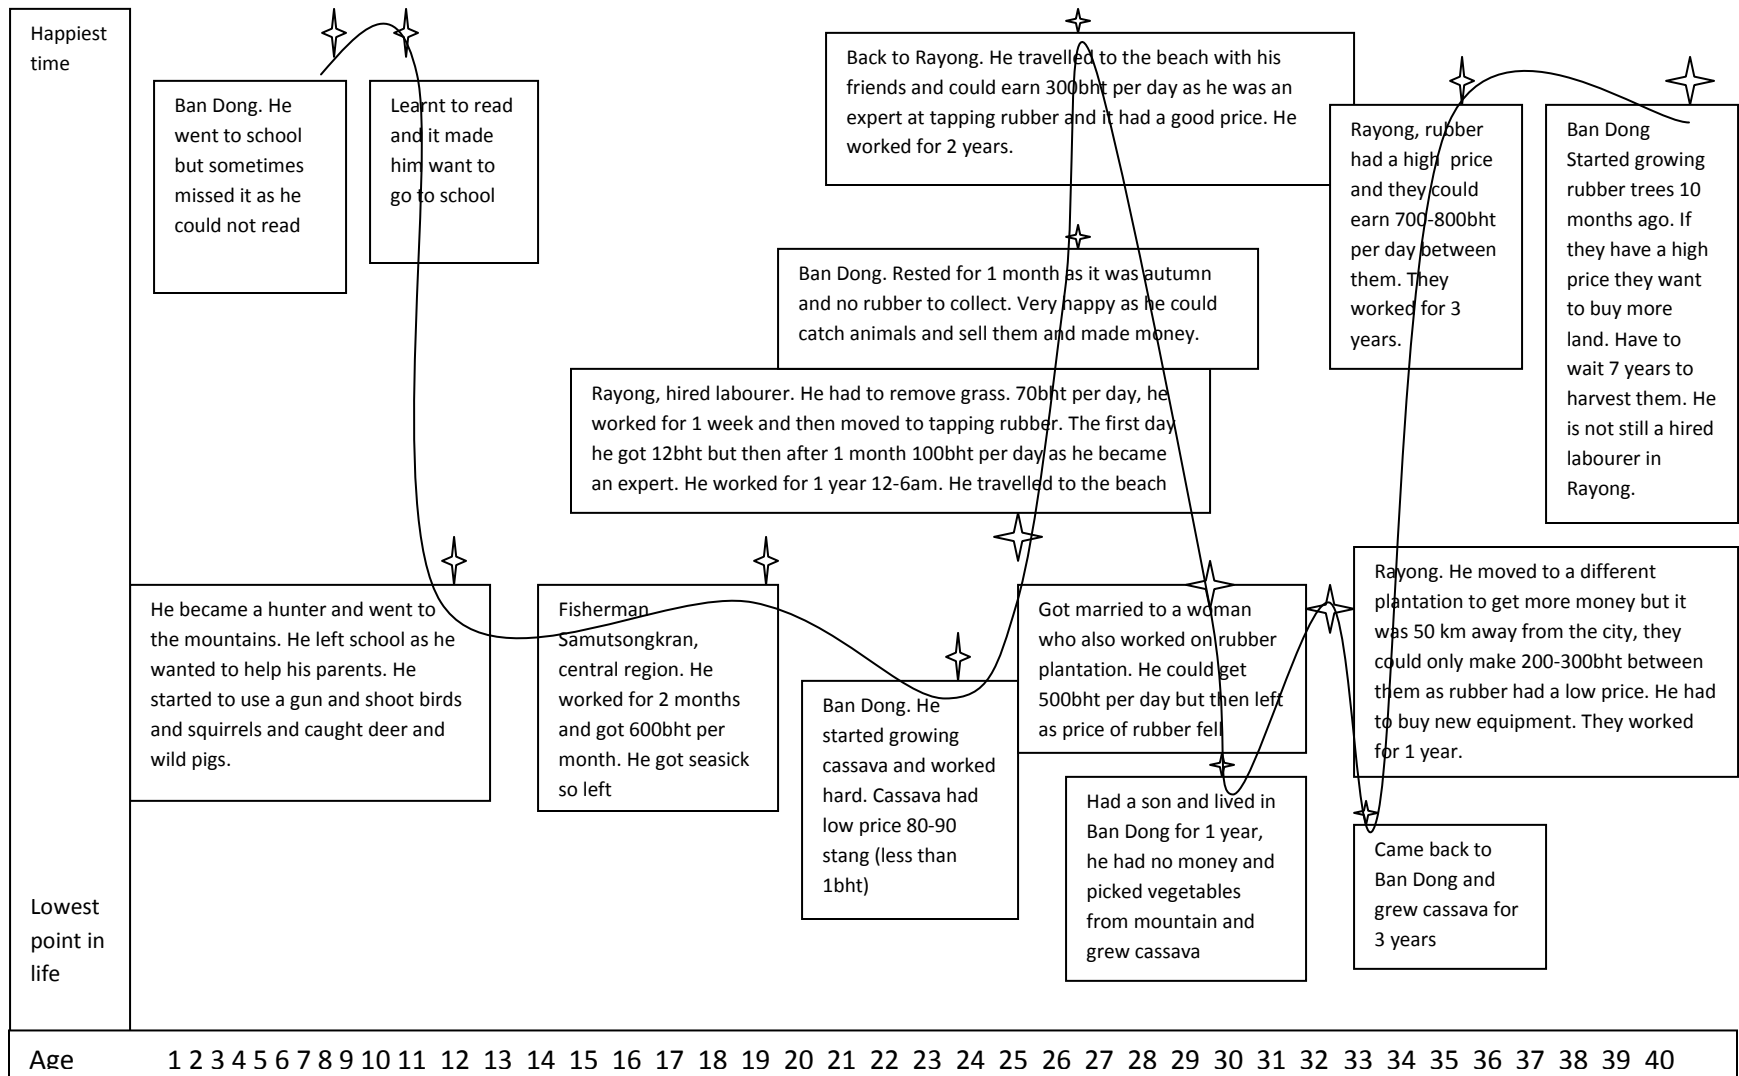 Happiest
time
Ban Dong. He
went to school
but sometimes
missed it as he
could not read
Learnt to read
and it made
him want to
go to school
Back to Rayong. He travelled to the beach with his
friends and could earn 300bht per day as he was an
expert at tapping rubber and it had a good price. He
worked for 2 years.
Rayong, rubber
had a high price
and they could
earn 700-800bht
per day between
them. They
worked for 3
years.
Ban Dong
Started growing
rubber trees 10
months ago. If
they have a high
price they want
to buy more
land. Have to
wait 7 years to
harvest them. He
is not still a hired
labourer in
Rayong.
Ban Dong. Rested for 1 month as it was autumn
and no rubber to collect. Very happy as he could
catch animals and sell them and made money.
Rayong, hired labourer. He had to remove grass. 70bht per day, he
worked for 1 week and then moved to tapping rubber. The first day
he got 12bht but then after 1 month 100bht per day as he became
an expert. He worked for 1 year 12-6am. He travelled to the beach
He became a hunter and went to
the mountains. He left school as he
wanted to help his parents. He
started to use a gun and shoot birds
and squirrels and caught deer and
wild pigs.
Fisherman
Samutsongkran,
central region. He
worked for 2 months
and got 600bht per
month. He got seasick
so left
Ban Dong. He
started growing
cassava and worked
hard. Cassava had
low price 80-90
stang (less than
1bht)
Got married to a woman
who also worked on rubber
plantation. He could get
500bht per day but then left
as price of rubber fell
Rayong. He moved to a different
plantation to get more money but it
was 50 km away from the city, they
could only make 200-300bht between
them as rubber had a low price. He had
to buy new equipment. They worked
for 1 year.
Had a son and lived in
Ban Dong for 1 year,
he had no money and
picked vegetables
from mountain and
grew cassava
Came back to
Ban Dong and
grew cassava for
3 years
Lowest
point in
life
Age 1 2 3 4 5 6 7 8 9 10 11 12 13 14 15 16 17 18 19 20 21 22 23 24 25 26 27 28 29 30 31 32 33 34 35 36 37 38 39 40